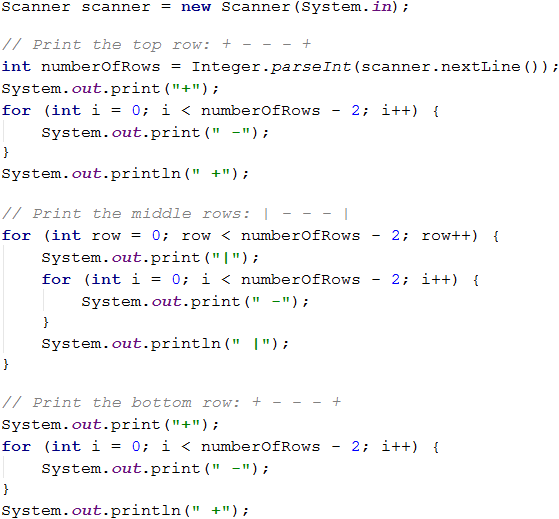 Scanner scanner = new Scanner(System.in);
// Print the top row: + - - - +
int numberOfRows = Integer.parseInt(scanner.nextLine());
System.out.print("+");
for (int i = 0; i < numberOfRows - 2; i++) {
    System.out.print(" -");
}
System.out.println(" +");
// Print the middle rows: | - - - |
for (int row = 0; row < numberOfRows - 2; row++) {
    System.out.print("|");
    for (int i = 0; i < numberOfRows - 2; i++) {
        System.out.print(" -");
    }
    System.out.println(" |");
}
// Print the bottom row: + - - - +
System.out.print("+");
for (int i = 0; i < numberOfRows - 2; i++) {
    System.out.print(" -");
}
System.out.println(" +");